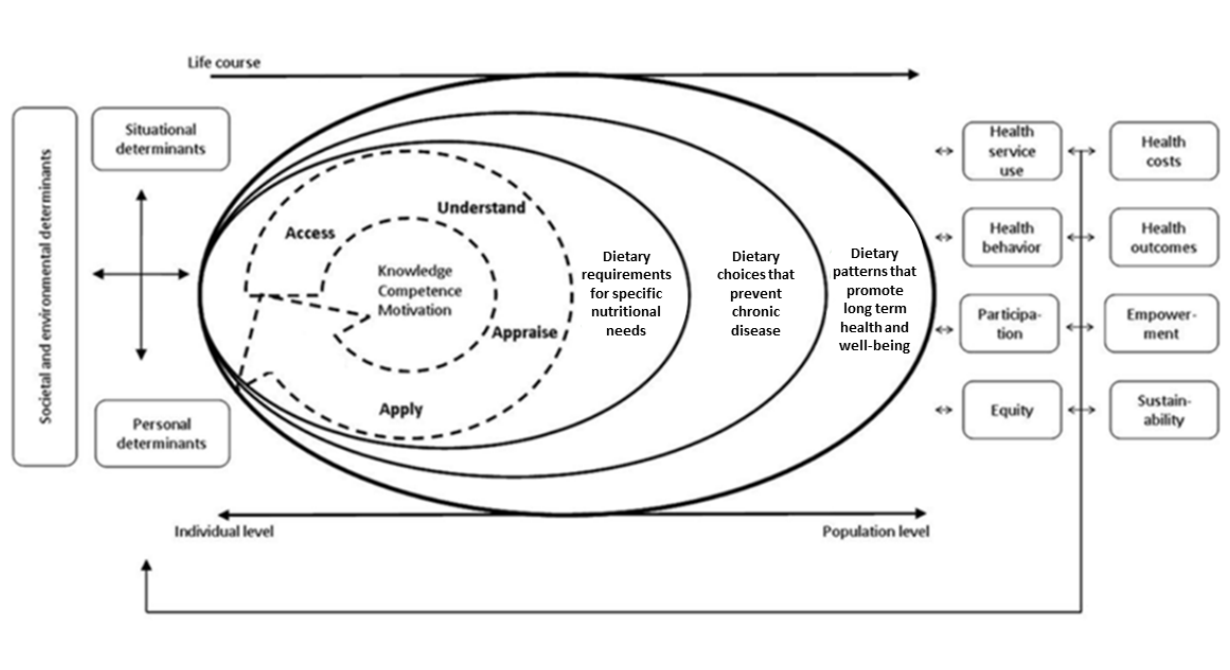 Life course
Societal and environmental determinants
Situational
determinants
Personal
determinants
Access
Understand
Appraise
Apply
Knowledge
Competence
Motivation
Dietary
requirements
for specific
nutritional
needs
Dietary
choices that
prevent
chronic
disease
Dietary
patterns that
promote
long term
health and
well-being
Health
service
use
Health
costs
Health
behavior
Health
outcomes
Participa-
tion
Empower-
ment
Equity
Sustain-
ability
Individual level
Population level